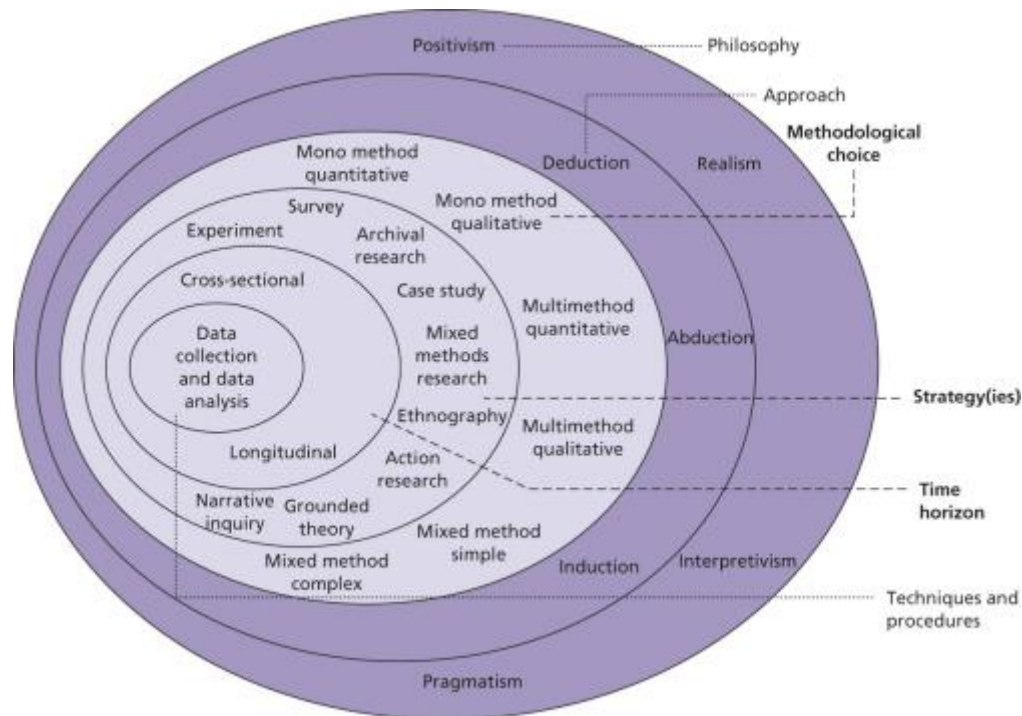 Positivism
Philosophy
Approach
Methodological
choice
Mono method
quantitative
Deduction
Realism
Survey
Mono method
qualitative
Experiment
Archival
research
Cross-sectional
Case study
Multimethod
quantitative
Data
collection
and data
analysis
Mixed
methods
research
Abduction
Strategy(ies)
Ethnography
Multimethod
qualitative
Longitudinal
Action
research
Time
horizon
Narrative
inquiry
Grounded
theory
Mixed method
simple
Mixed method
complex
Induction
Interpretivism
Techniques and
procedures
Pragmatism